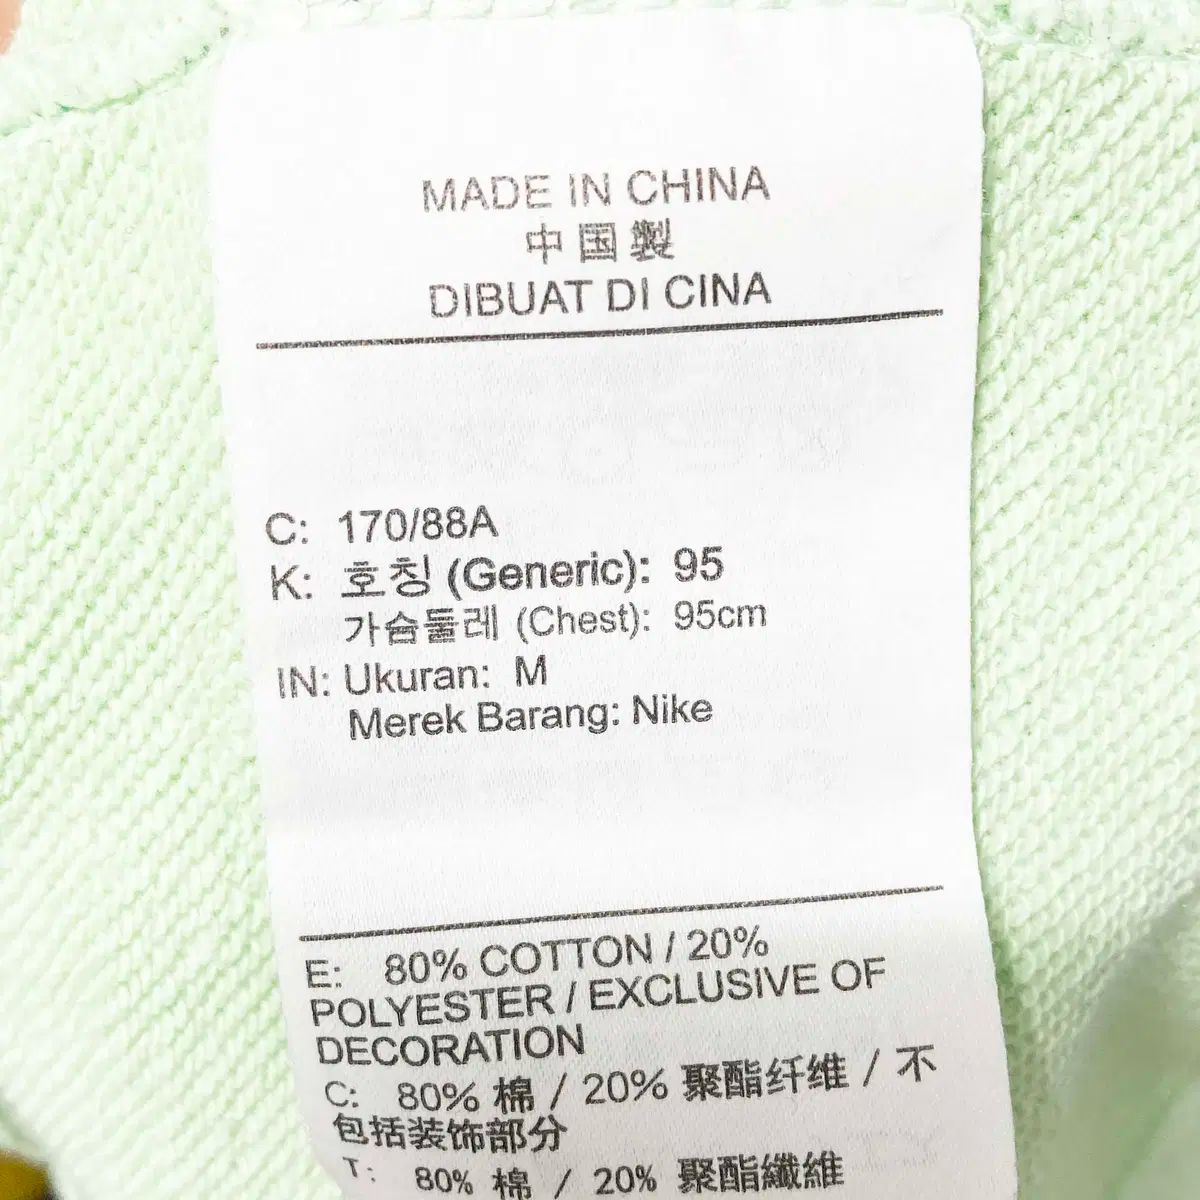 MADE IN CHINA
中国製
DIBUAT DI CINA
C: 170/88A
K: 호칭 (Generic): 95
가슴둘레 (Chest): 95cm
IN: Ukuran: M
Merek Barang: Nike
E: 80% COTTON / 20%
POLYESTER / EXCLUSIVE OF
DECORATION
C: 80% 棉 / 20% 聚酯纤维 / 不
包括装饰部分
T: 80% 棉 / 20% 聚酯纖維